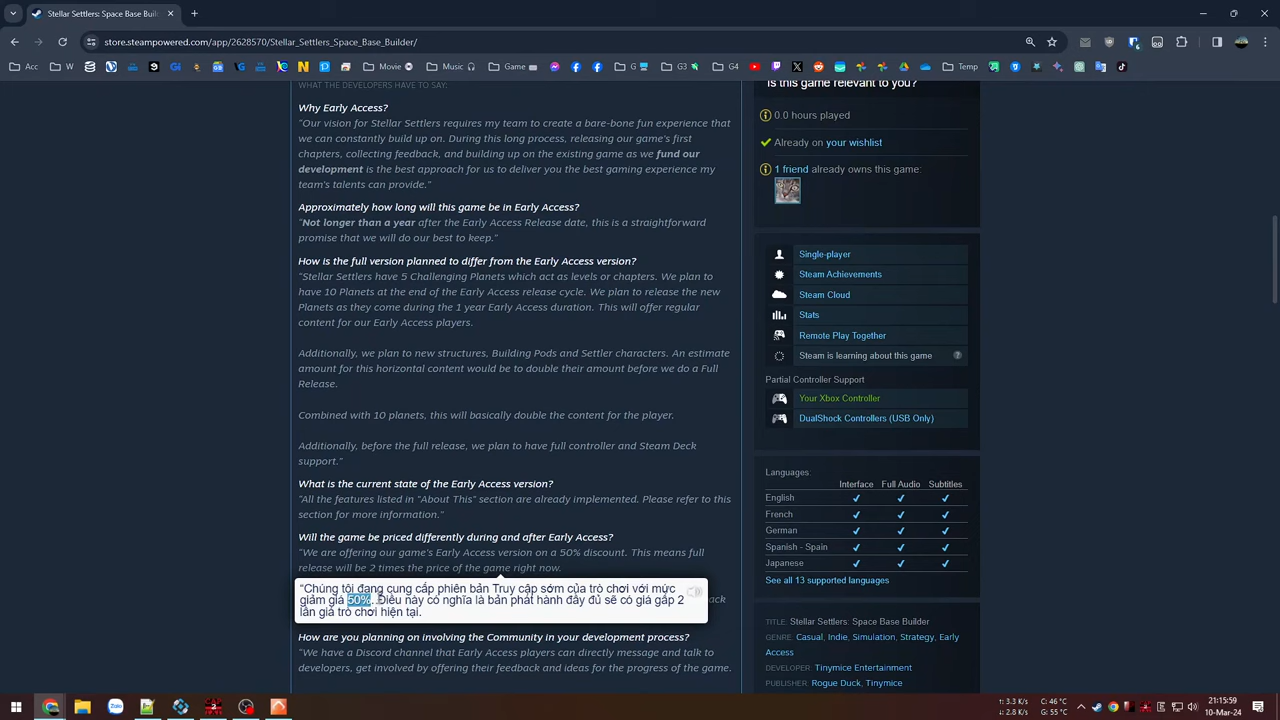 Stellar Settlers: Space Base Buil
store.steampowered.com/app/2628570/Stellar_Settlers_Space_Base_Builder/
Acc
W
Movie
Music
Game
G
G3
G4
Temp
WHAT THE DEVELOPERS HAVE TO SAY:
Why Early Access?
"Our vision for Stellar Settlers requires my team to create a bare-bone fun experience that
we can constantly build up on. During this long process, releasing our game's first
chapters, collecting feedback, and building up on the existing game as we fund our
development is the best approach for us to deliver you the best gaming experience my
team's talents can provide."
Approximately how long will this game be in Early Access?
"Not longer than a year after the Early Access Release date, this is a straightforward
promise that we will do our best to keep."
How is the full version planned to differ from the Early Access version?
"Stellar Settlers have 5 Challenging Planets which act as levels or chapters. We plan to
have 10 Planets at the end of the Early Access release cycle. We plan to release the new
Planets as they come during the 1 year Early Access duration. This will offer regular
content for our Early Access players.
Additionally, we plan to new structures, Building Pods and Settler characters. An estimate
amount for this horizontal content would be to double their amount before we do a Full
Release.
Combined with 10 planets, this will basically double the content for the player.
Additionally, before the full release, we plan to have full controller and Steam Deck
support."
What is the current state of the Early Access version?
"All the features listed in "About This" section are already implemented. Please refer to this
section for more information."
Will the game be priced differently during and after Early Access?
"We are offering our game's Early Access version on a 50% discount. This means full
release will be 2 times the price of the game right now.
"Chúng tôi đang cung cấp phiên bản Truy cập sớm của trò chơi với mức
giảm giá 50%. Điều này có nghĩa là bản phát hành đầy đủ sẽ có giá gấp 2
lần giá trò chơi hiện tại.
ack
How are you planning on involving the Community in your development process?
"We have a Discord channel that Early Access players can directly message and talk to
developers, get involved by offering their feedback and ideas for the progress of the game.
Is this game relevant to you?
0.0 hours played
Already on your wishlist
1 friend already owns this game:
Single-player
Steam Achievements
Steam Cloud
Stats
Remote Play Together
Steam is learning about this game ?
Partial Controller Support
Your Xbox Controller
DualShock Controllers (USB Only)
Languages:
Interface Full Audio Subtitles
English
French
German
Spanish - Spain
Japanese
See all 13 supported languages
TITLE: Stellar Settlers: Space Base Builder
GENRE: Casual, Indie, Simulation, Strategy, Early
Access
DEVELOPER: Tinymice Entertainment
PUBLISHER: Rogue Duck, Tinymice
Zalo
↑: 3.3 K/s
↓: 2.8 K/s
C: 46 °C
G: 55 °C
21:15:59
10-Mar-24